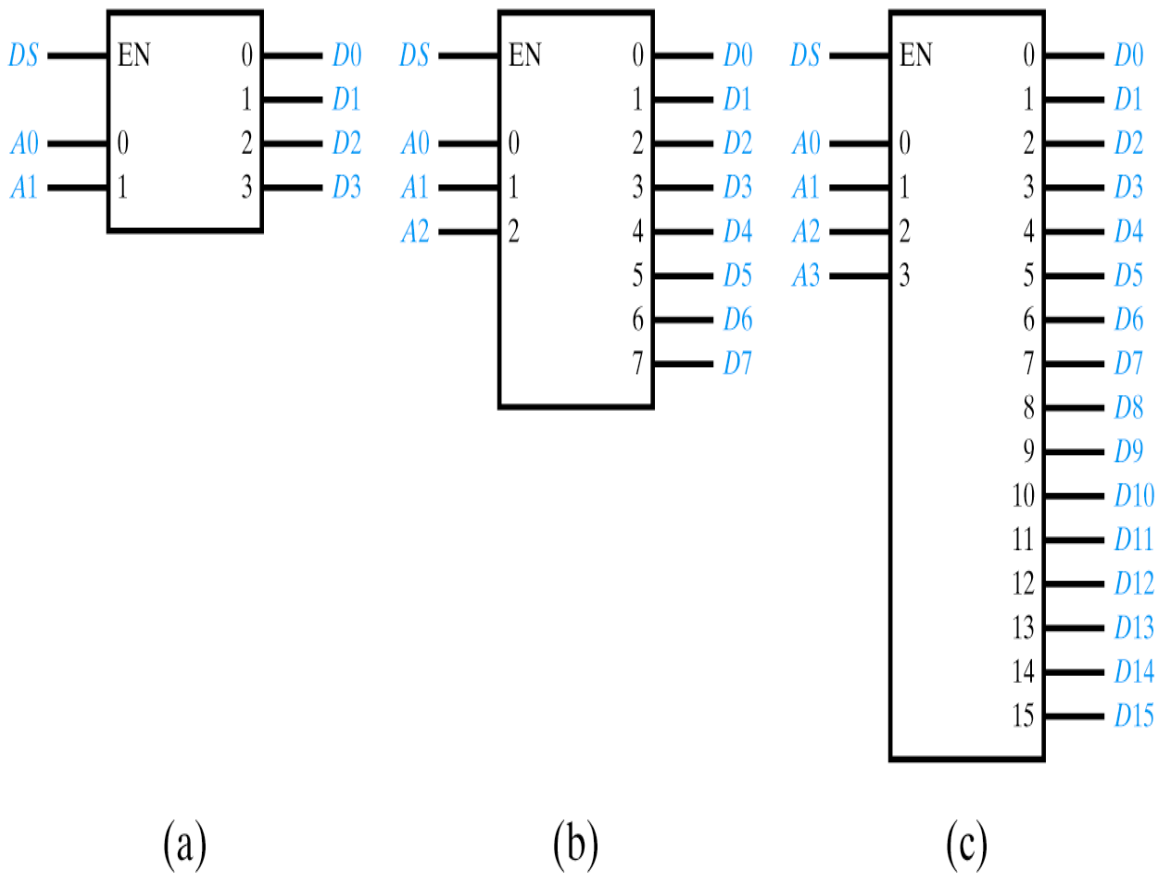 DS EN 0 D0 DS EN 0 D0 DS EN 0 D0
1 D1 1 D1 1 D1
A0 0 2 D2 A0 0 2 D2 A0 0 2 D2
A1 1 3 D3 A1 1 3 D3 A1 1 3 D3
A2 2 4 D4 A2 2 4 D4
5 D5 A3 3 5 D5
6 D6 6 D6
7 D7 7 D7
8 D8
9 D9
10 D10
11 D11
12 D12
13 D13
14 D14
15 D15
(a) (b) (c)